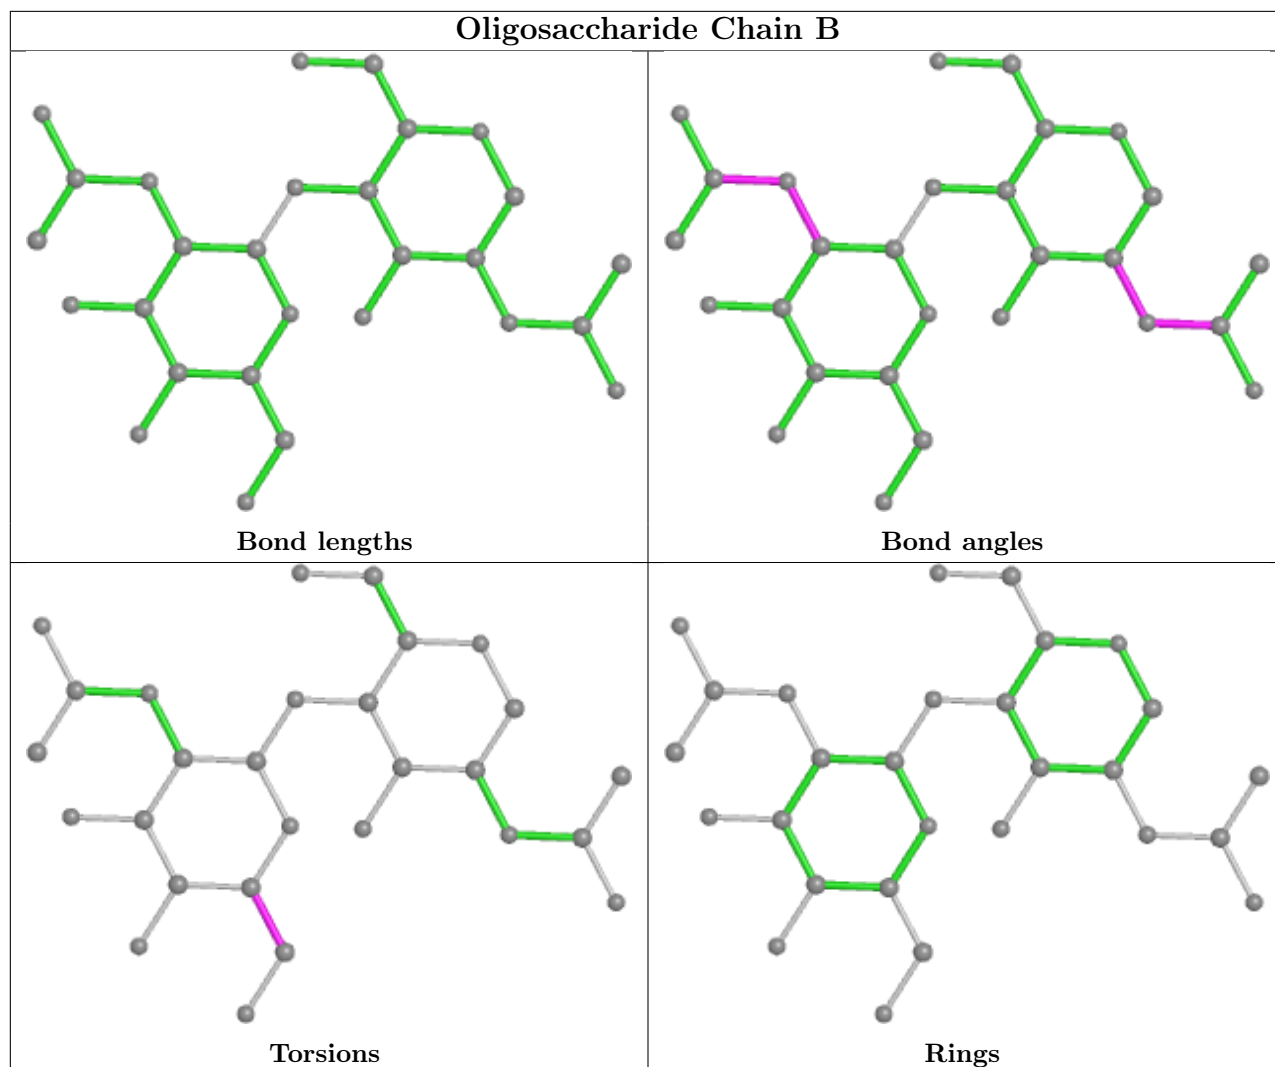 Oligosaccharide Chain B
Bond lengths
Bond angles
Torsions
Rings